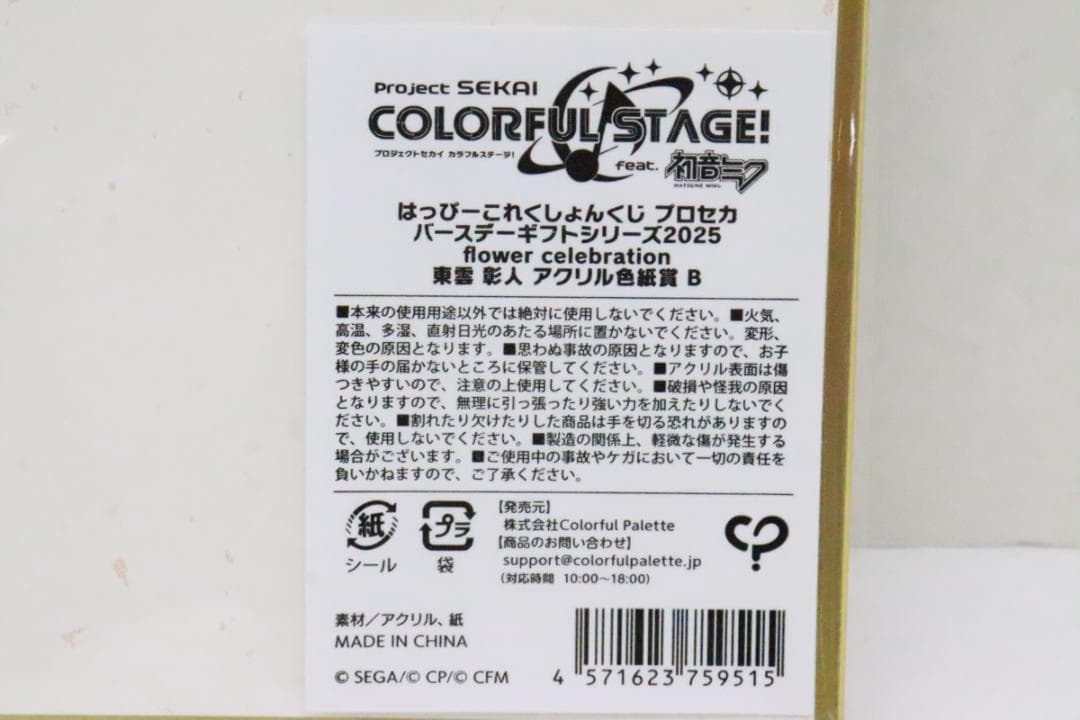 Project SEKAI
COLORFUL STAGE!
プロジェクトセカイ カラフルステージ!
feat. 初音ミク
HATSUNE MIKU
はっぴーこれくしょんくじ プロセカ
バースデーギフトシリーズ2025
flower celebration
東雲 彰人 アクリル色紙賞 B
■本来の使用用途以外では絶対に使用しないでください。■火気、
高温、多湿、直射日光のあたる場所に置かないでください。変形、
変色の原因となります。■思わぬ事故の原因となりますので、お子
様の手の届かないところに保管してください。■アクリル表面は傷
つきやすいので、注意の上使用してください。■破損や怪我の原因
となりますので、無理に引っ張ったり強い力を加えたりしないでく
ださい。■割れたり欠けたりした商品は手を切る恐れがありますの
で、使用しないでください。■製造の関係上、軽微な傷が発生する
場合がございます。■ご使用中の事故やケガにおいて一切の責任を
負いかねますので、ご了承ください。
紙
シール
プラ
袋
【発売元】
株式会社Colorful Palette
【商品のお問い合わせ】
support@colorfulpalette.jp
(対応時間 10:00～18:00)
素材／アクリル、紙
MADE IN CHINA
© SEGA/© CP/© CFM
4 571623 759515